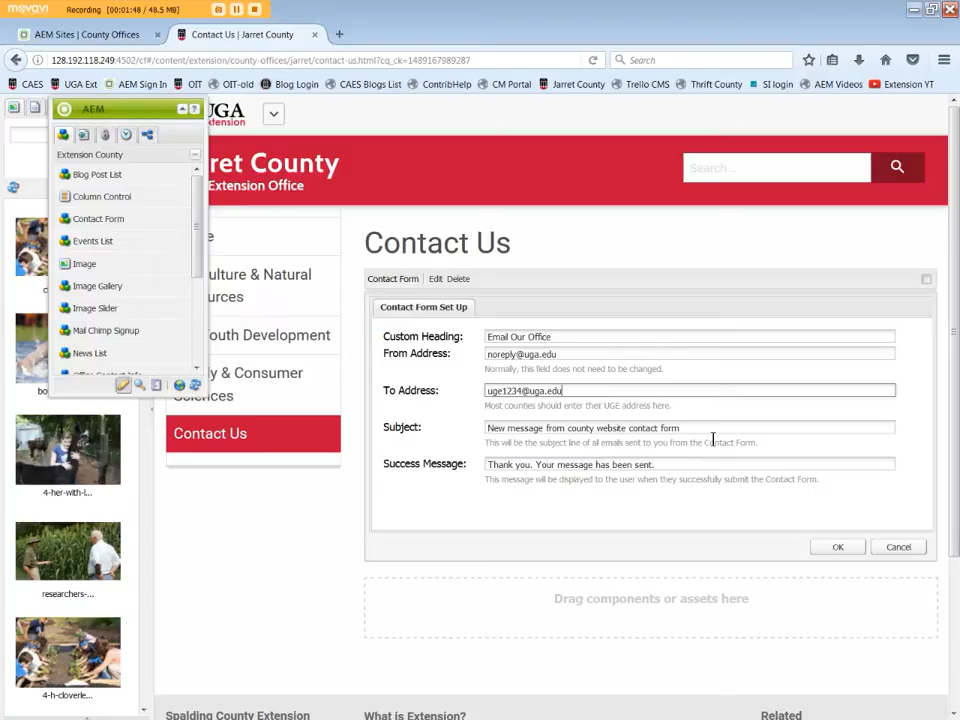 movavi
Recording [00:01:48 / 48.5 MB]
AEM Sites | County Offices
Contact Us | Jarret County
128.192.118.249:4502/cf#/content/extension/county-offices/jarret/contact-us.html?cq_ck=1489167989287
Search
CAES UGA Ext AEM Sign In OIT OIT-old Blog Login CAES Blogs List ContribHelp CM Portal Jarret County Trello CMS Thrift County SI login AEM Videos Extension YT
AEM
Extension County
Blog Post List
Column Control
Contact Form
Events List
Image
Image Gallery
Image Slider
Mail Chimp Signup
News List
UGA
ension
ret County
Extension Office
Search...
e
ulture & Natural
ources
outh Development
y & Consumer
Sciences
Contact Us
Contact Us
Contact Form Edit Delete
Contact Form Set Up
Custom Heading: Email Our Office
From Address: noreply@uga.edu
Normally, this field does not need to be changed.
To Address: uge1234@uga.edu
Most counties should enter their UGE address here.
Subject: New message from county website contact form
This will be the subject line of all emails sent to you from the Contact Form.
Success Message: Thank you. Your message has been sent.
This message will be displayed to the user when they successfully submit the Contact Form.
OK Cancel
Drag components or assets here
4-her-with-l...
researchers-...
4-h-cloverle...
Spalding County Extension What is Extension? Related